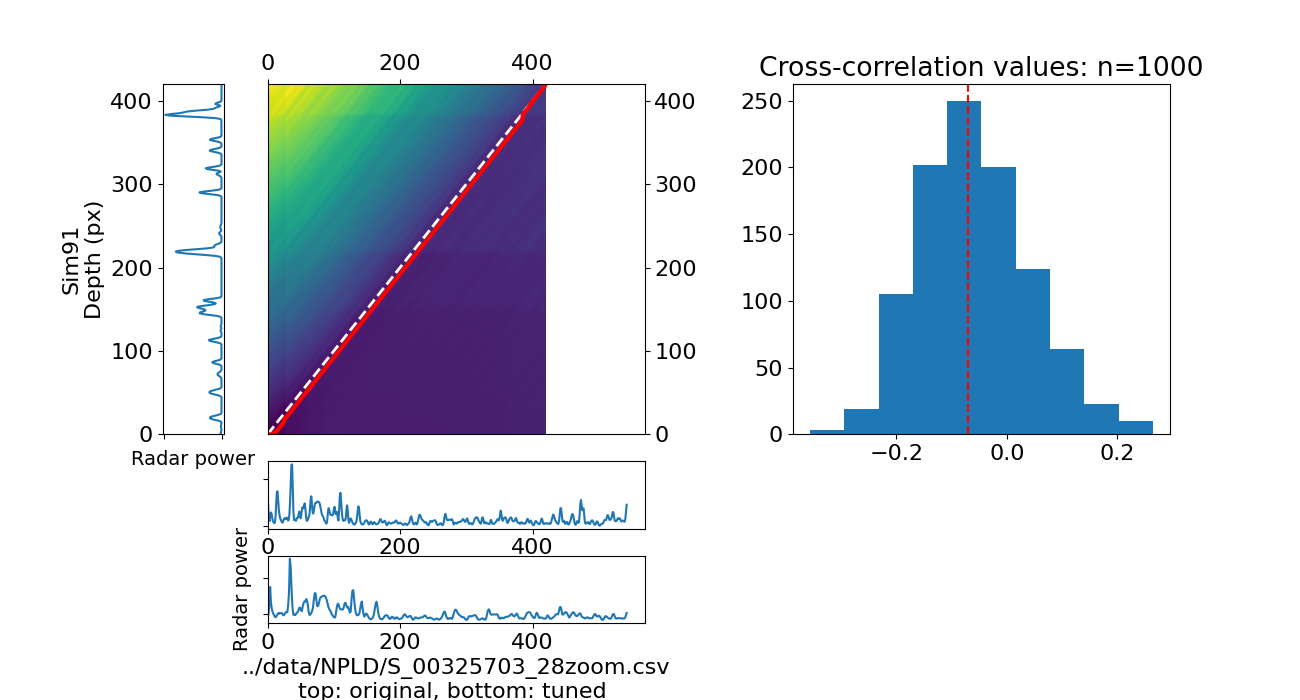 Cross-correlation values: n=1000
0 200 400
400
300
200
100
0
Sim91
Depth (px)
Radar power
400
300
200
100
0
250
200
150
100
50
0
−0.2 0.0 0.2
0 200 400
Radar power
0 200 400
../data/NPLD/S_00325703_28zoom.csv
top: original, bottom: tuned